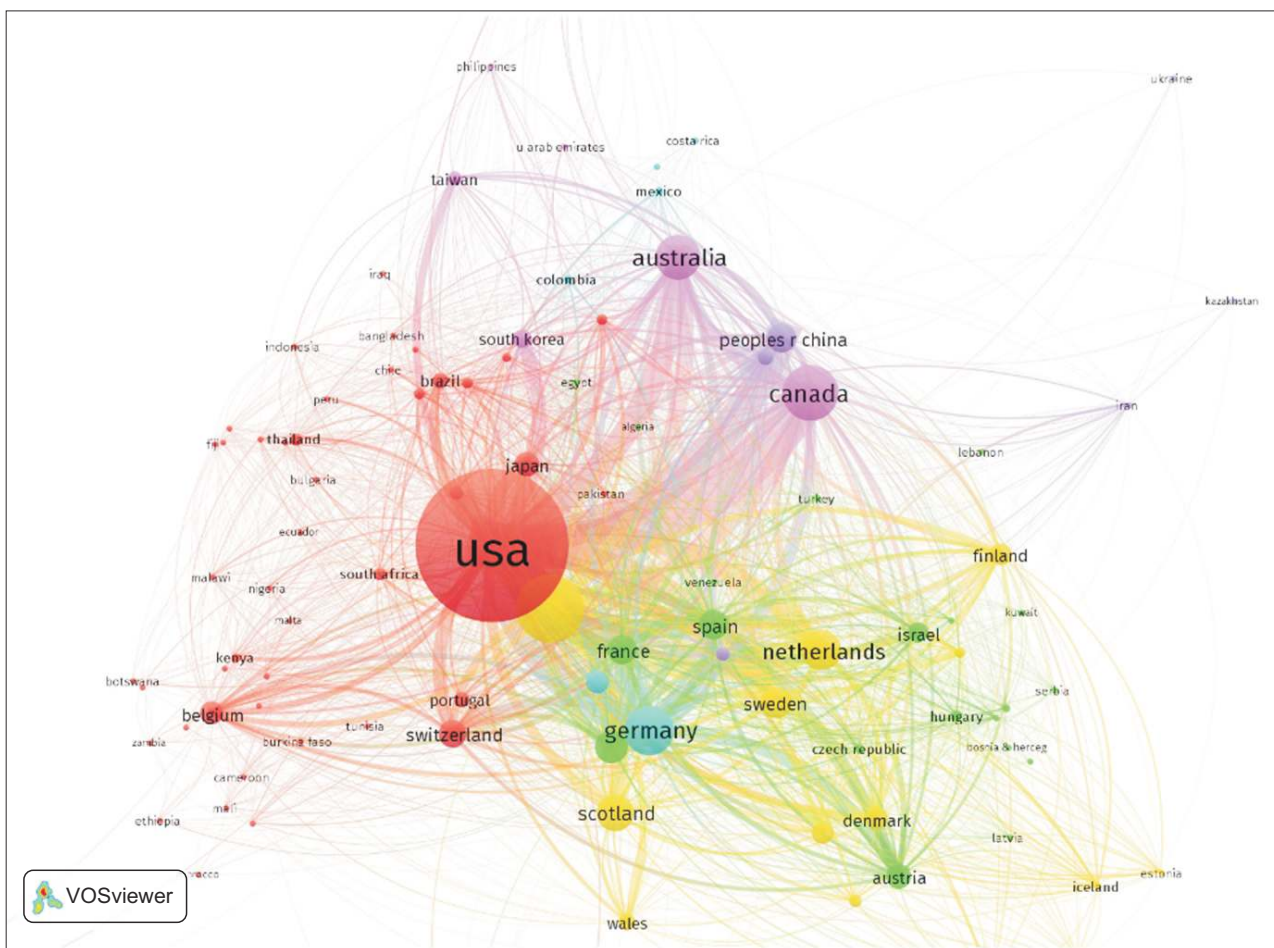 philippines
ukraine
costa rica
u arab emirates
taiwan
mexico
australia
iraq
colombia
kazakhstan
bangladesh
south korea
peoples r china
indonesia
chile
brazil
egypt
canada
peru
iran
algeria
fiji
thailand
lebanon
japan
bulgaria
pakistan
turkey
ecuador
usa
finland
malawi
south africa
nigeria
venezuela
kuwait
malta
spain
israel
kenya
france
netherlands
botswana
serbia
portugal
sweden
belgium
hungary
tunisia
switzerland
germany
zambia
burkina faso
czech republic
bosnia & herceg
cameroon
mali
scotland
ethiopia
denmark
latvia
rocco
austria
estonia
iceland
wales
VOSviewer